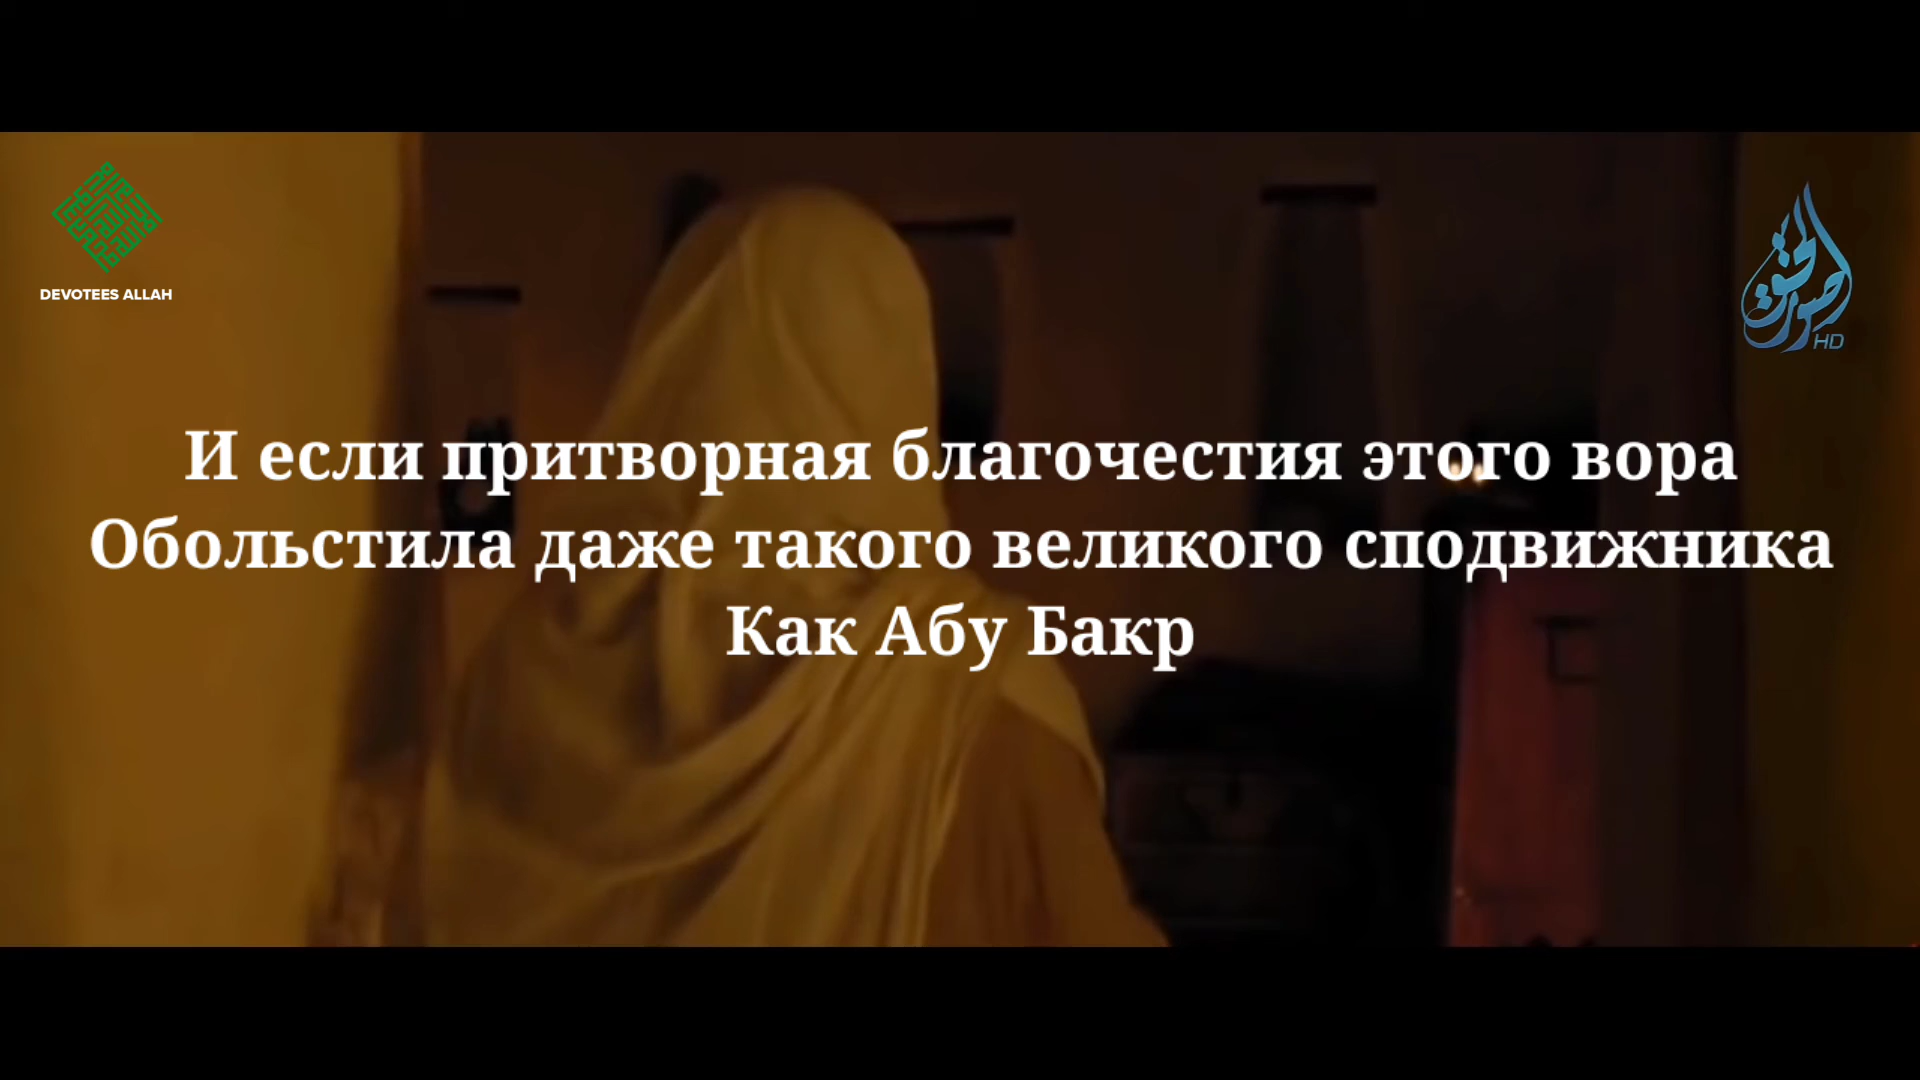 DEVOTEES ALLAH
HD
И если притворная благочестия этого вора
Обольстила даже такого великого сподвижника
Как Абу Бакр